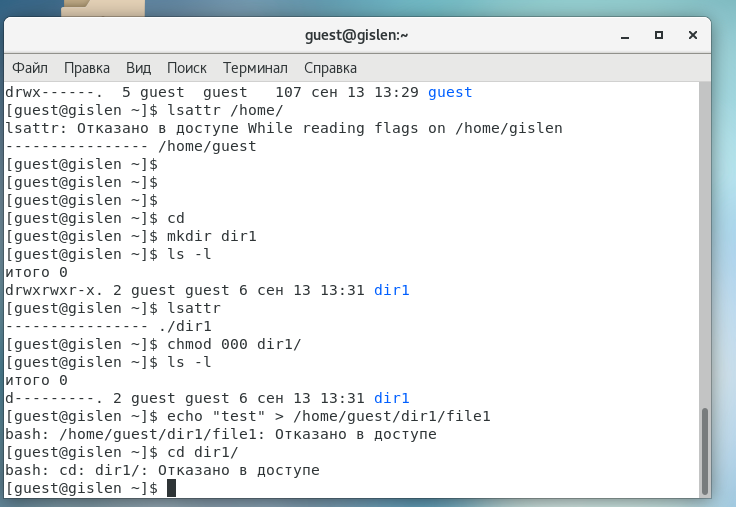 guest@gislen:~
Файл Правка Вид Поиск Терминал Справка
drwx------.  5 guest  guest   107 сен 13 13:29 guest
[guest@gislen ~]$ lsattr /home/
lsattr: Отказано в доступе While reading flags on /home/gislen
---------------- /home/guest
[guest@gislen ~]$
[guest@gislen ~]$
[guest@gislen ~]$
[guest@gislen ~]$ cd
[guest@gislen ~]$ mkdir dir1
[guest@gislen ~]$ ls -l
итого 0
drwxrwxr-x. 2 guest guest 6 сен 13 13:31 dir1
[guest@gislen ~]$ lsattr
---------------- ./dir1
[guest@gislen ~]$ chmod 000 dir1/
[guest@gislen ~]$ ls -l
итого 0
d---------. 2 guest guest 6 сен 13 13:31 dir1
[guest@gislen ~]$ echo "test" > /home/guest/dir1/file1
bash: /home/guest/dir1/file1: Отказано в доступе
[guest@gislen ~]$ cd dir1/
bash: cd: dir1/: Отказано в доступе
[guest@gislen ~]$